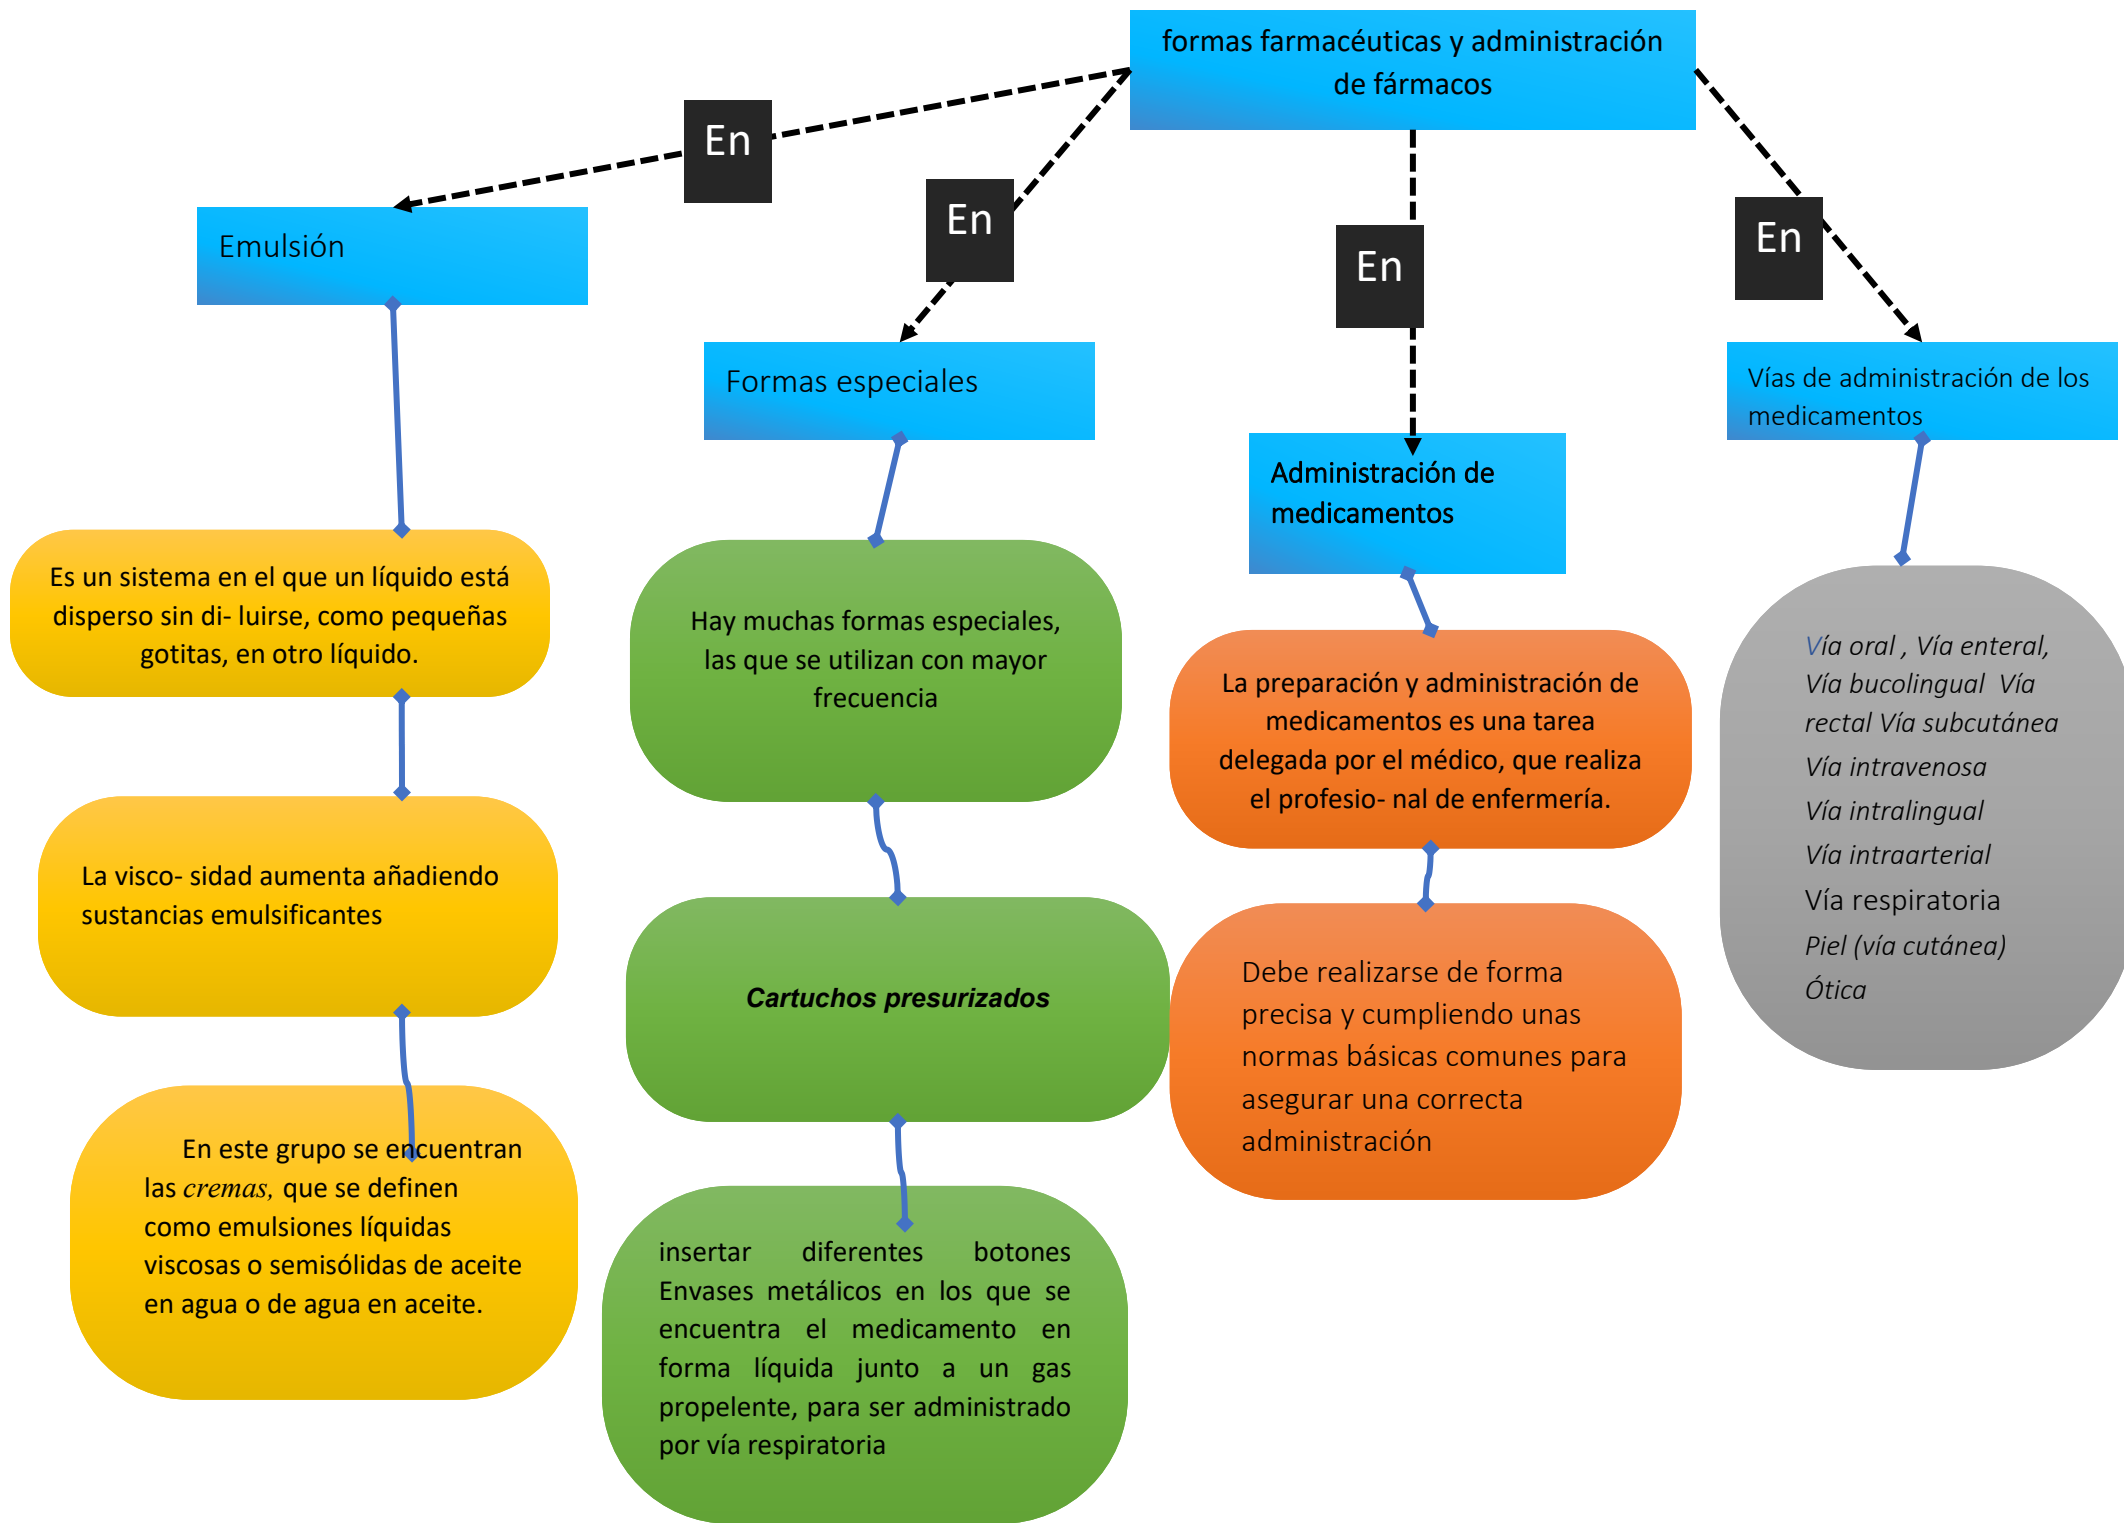 formas farmacéuticas y administración
de fármacos
En
En
En
En
Emulsión
Es un sistema en el que un líquido está
disperso sin di- luirse, como pequeñas
gotitas, en otro líquido.
La visco- sidad aumenta añadiendo
sustancias emulsificantes
En este grupo se encuentran
las cremas, que se definen
como emulsiones líquidas
viscosas o semisólidas de aceite
en agua o de agua en aceite.
Formas especiales
Hay muchas formas especiales,
las que se utilizan con mayor
frecuencia
Cartuchos presurizados
insertar diferentes botones
Envases metálicos en los que se
encuentra el medicamento en
forma líquida junto a un gas
propelente, para ser administrado
por vía respiratoria
Administración de
medicamentos
La preparación y administración de
medicamentos es una tarea
delegada por el médico, que realiza
el profesio- nal de enfermería.
Debe realizarse de forma
precisa y cumpliendo unas
normas básicas comunes para
asegurar una correcta
administración
Vías de administración de los
medicamentos
Vía oral , Vía enteral,
Vía bucolingual  Vía
rectal Vía subcutánea
Vía intravenosa
Vía intralingual
Vía intraarterial
Vía respiratoria
Piel (vía cutánea)
Ótica